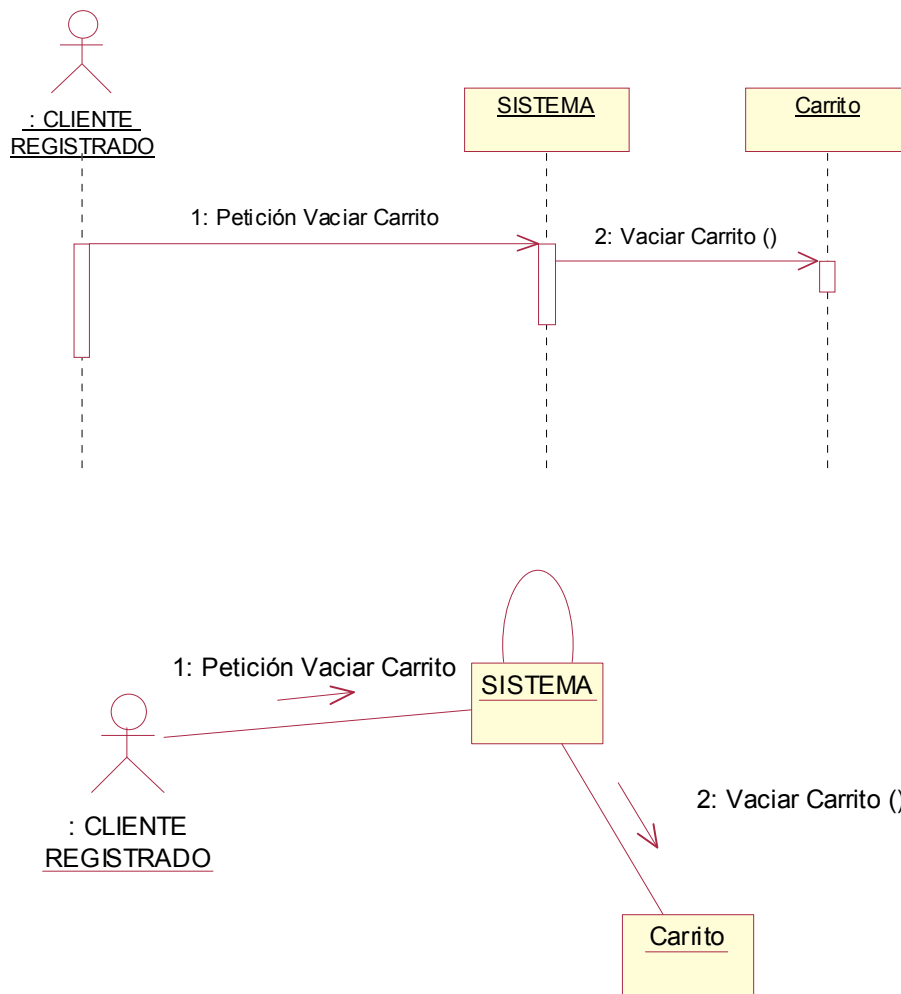 : CLIENTE
REGISTRADO
SISTEMA
Carrito
1: Petición Vaciar Carrito
2: Vaciar Carrito ()
1: Petición Vaciar Carrito
SISTEMA
2: Vaciar Carrito ()
: CLIENTE
REGISTRADO
Carrito